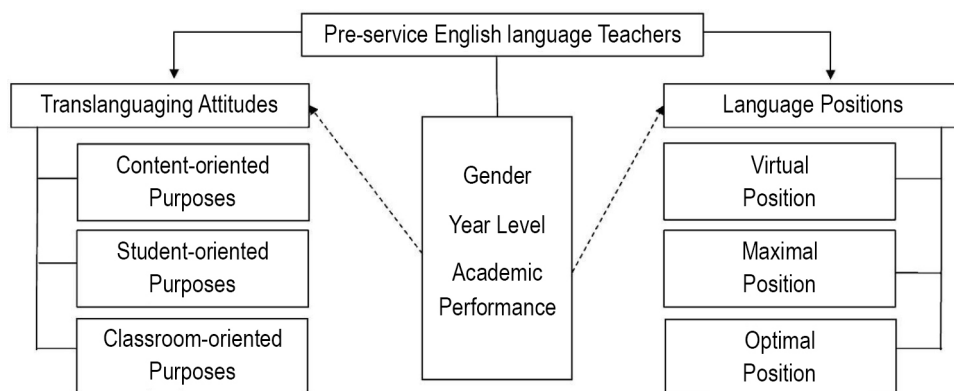 Pre-service English language Teachers
Translanguaging Attitudes
Content-oriented
Purposes
Student-oriented
Purposes
Classroom-oriented
Purposes
Gender
Year Level
Academic
Performance
Language Positions
Virtual
Position
Maximal
Position
Optimal
Position